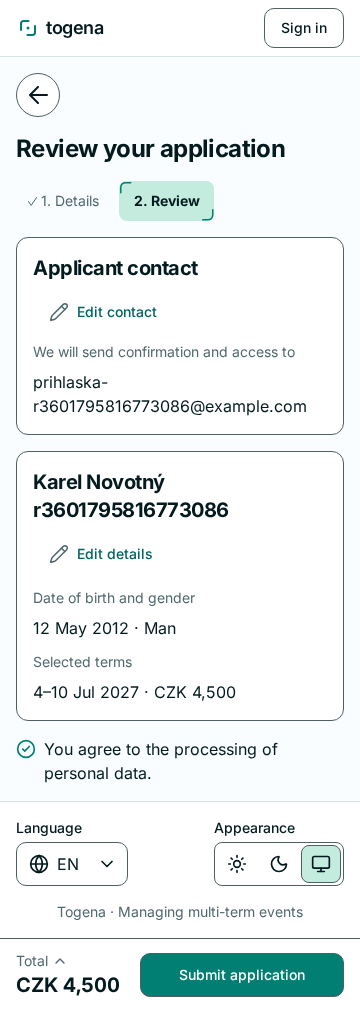 togena
Sign in
Review your application
1. Details
2. Review
Applicant contact
Edit contact
We will send confirmation and access to
prihlaska-
r3601795816773086@example.com
Karel Novotný
r3601795816773086
Edit details
Date of birth and gender
12 May 2012 · Man
Selected terms
4–10 Jul 2027 · CZK 4,500
You agree to the processing of
personal data.
Language
Appearance
EN
Togena · Managing multi-term events
Total
CZK 4,500
Submit application